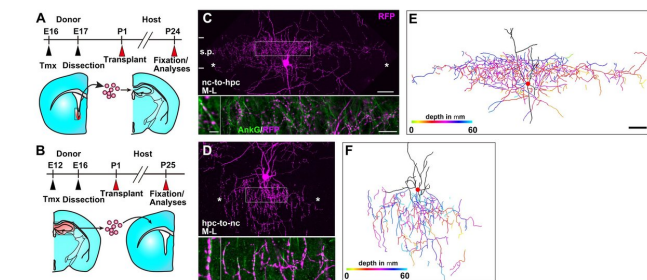 A
Donor
Host
E16
E17
P1
P24
Tmx
Dissection
Transplant
Fixation/
Analyses
B
Donor
Host
E12
E16
P1
P25
Tmx
Dissection
Transplant
Fixation/
Analyses
C
RFP
s.p.
*
*
nc-to-hpc
M-L
AnkG/RFP
D
*
*
hpc-to-nc
M-L
E
depth in mm
0
60
F
depth in mm
0
60